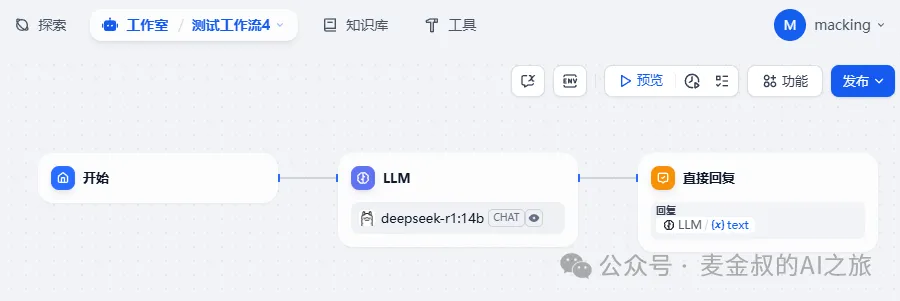 探索 工作室 / 测试工作流4 知识库 工具 M macking
ENV 预览 功能 发布
开始 LLM 直接回复
deepseek-r1:14b CHAT
回复
LLM / {x} text
公众号 · 麦金叔的AI之旅